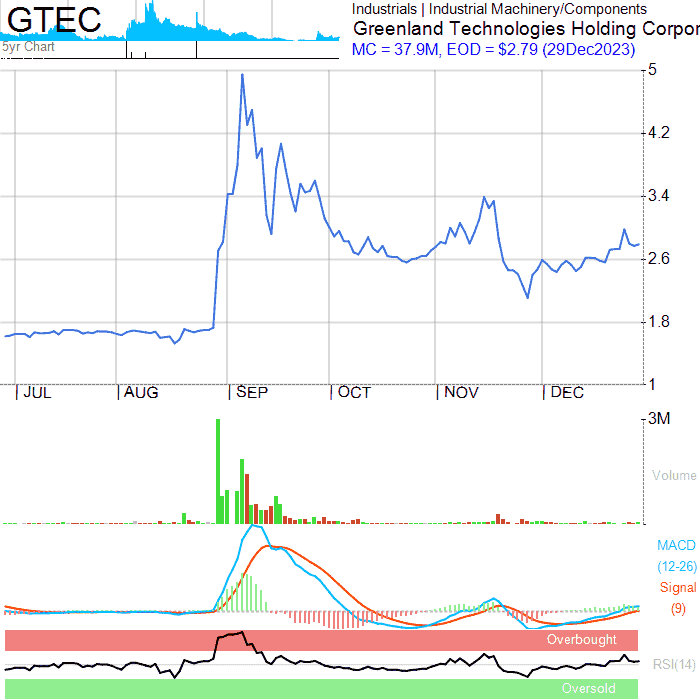 GTEC
5yr Chart
Industrials | Industrial Machinery/Components
Greenland Technologies Holding Corpor
MC = 37.9M, EOD = $2.79 (29Dec2023)
5
4.2
3.4
2.6
1.8
1
JUL AUG SEP OCT NOV DEC
3M
Volume
MACD
(12-26)
Signal
(9)
Overbought
RSI(14)
Oversold